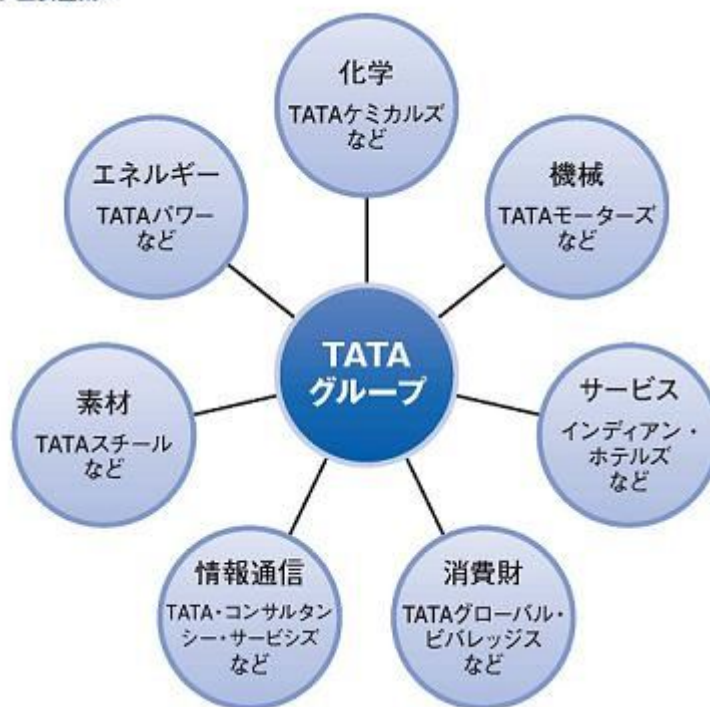 化学
TATAケミカルズ
など
エネルギー
TATAパワー
など
機械
TATAモーターズ
など
TATA
グループ
素材
TATAスチール
など
サービス
インディアン・
ホテルズ
など
情報通信
TATA・コンサルタン
シー・サービシズ
など
消費財
TATAグローバル・
ビバレッジス
など